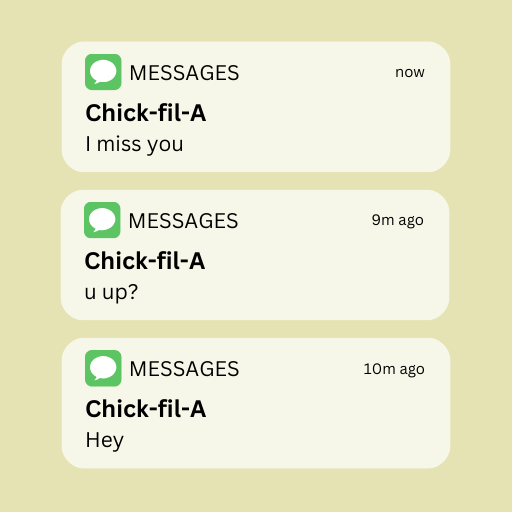 MESSAGES now
Chick-fil-A
I miss you
MESSAGES 9m ago
Chick-fil-A
u up?
MESSAGES 10m ago
Chick-fil-A
Hey